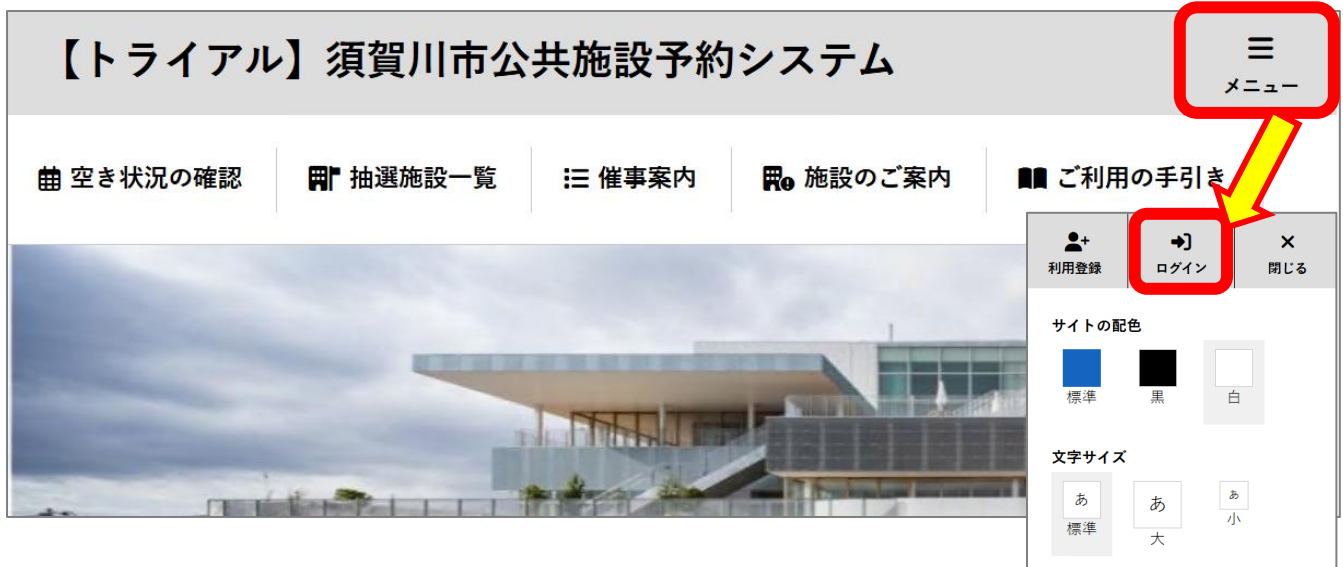 【トライアル】須賀川市公共施設予約システム
メニュー
空き状況の確認 抽選施設一覧 催事案内 施設のご案内 ご利用の手引き
利用登録 ログイン 閉じる
サイトの配色
標準 黒 白
文字サイズ
あ あ あ
標準 大 小